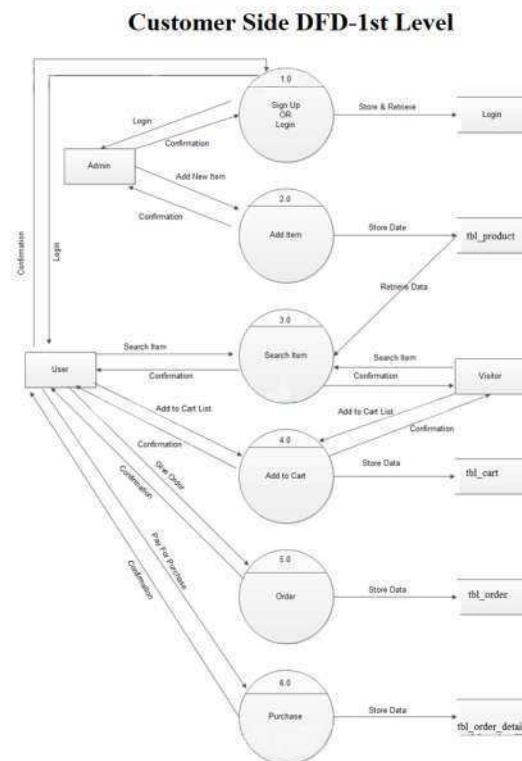 Customer Side DFD-1st Level
1.0
Sign Up
OR
Login
Store & Retrieve
Login
Login
Confirmation
Admin
Add New Item
Confirmation
2.0
Add Item
Store Date
tbl_product
Confirmation
Login
Retrieve Data
3.0
Search Item
Search Item
Confirmation
Search Item
Confirmation
User
Visitor
Add to Cart List
Confirmation
Add to Cart List
Confirmation
4.0
Add to Cart
Store Data
tbl_cart
Give Order
Confirmation
5.0
Order
Store Data
tbl_order
Pay For Purchase
Confirmation
6.0
Purchase
Store Data
tbl_order_detail